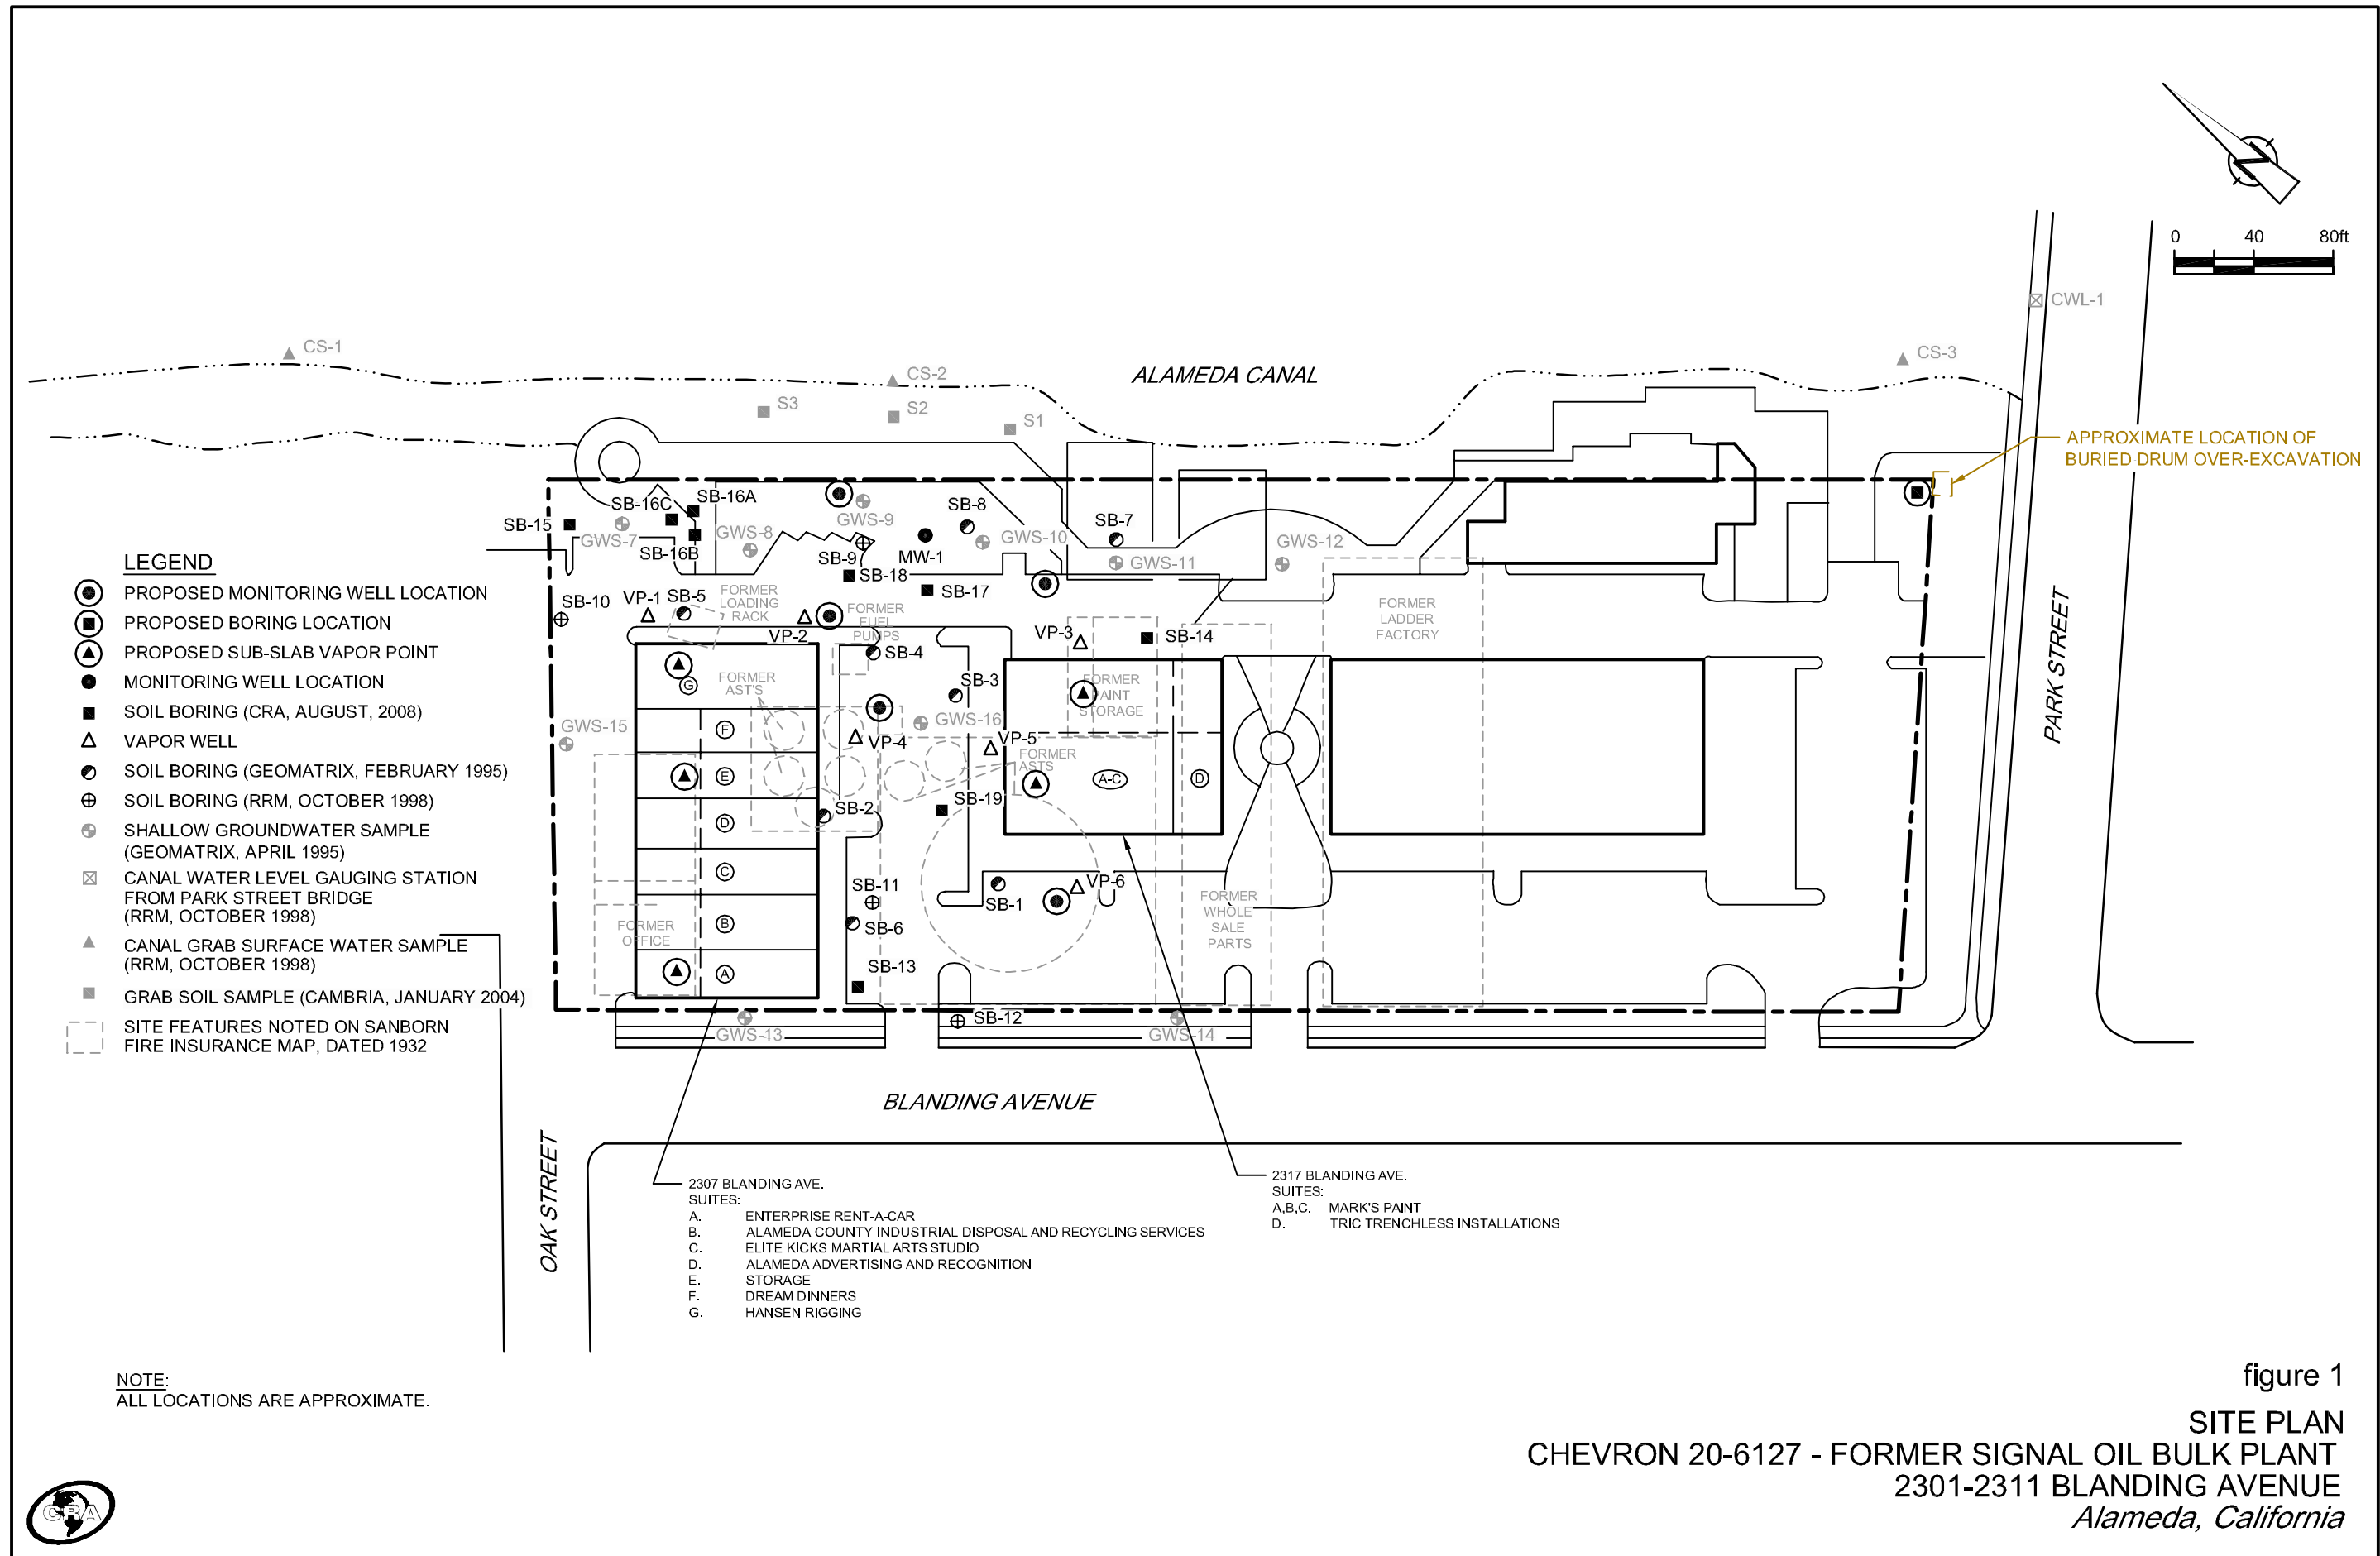 0 40 80ft
CWL-1
CS-1
CS-2
ALAMEDA CANAL
CS-3
S3
S2
S1
APPROXIMATE LOCATION OF
BURIED DRUM OVER-EXCAVATION
SB-16C
SB-16A
SB-15
GWS-7
SB-16B
GWS-8
GWS-9
SB-8
SB-9
MW-1
GWS-10
SB-7
GWS-11
GWS-12
SB-18
SB-17
SB-10
VP-1
SB-5
FORMER
LOADING
RACK
VP-2
FORMER
FUEL
PUMPS
SB-4
VP-3
SB-14
FORMER
LADDER
FACTORY
PARK STREET
LEGEND
PROPOSED MONITORING WELL LOCATION
PROPOSED BORING LOCATION
PROPOSED SUB-SLAB VAPOR POINT
MONITORING WELL LOCATION
SOIL BORING (CRA, AUGUST, 2008)
VAPOR WELL
SOIL BORING (GEOMATRIX, FEBRUARY 1995)
SOIL BORING (RRM, OCTOBER 1998)
SHALLOW GROUNDWATER SAMPLE
(GEOMATRIX, APRIL 1995)
CANAL WATER LEVEL GAUGING STATION
FROM PARK STREET BRIDGE
(RRM, OCTOBER 1998)
CANAL GRAB SURFACE WATER SAMPLE
(RRM, OCTOBER 1998)
GRAB SOIL SAMPLE (CAMBRIA, JANUARY 2004)
SITE FEATURES NOTED ON SANBORN
FIRE INSURANCE MAP, DATED 1932
G
FORMER
AST'S
SB-3
FORMER
PAINT
STORAGE
GWS-15
F
VP-4
GWS-16
VP-5
FORMER
ASTS
E
A-C
D
D
SB-2
SB-19
C
SB-11
SB-1
VP-6
FORMER
WHOLE
SALE
PARTS
FORMER
OFFICE
B
SB-6
A
SB-13
GWS-13
SB-12
GWS-14
BLANDING AVENUE
OAK STREET
2307 BLANDING AVE.
SUITES:
A. ENTERPRISE RENT-A-CAR
B. ALAMEDA COUNTY INDUSTRIAL DISPOSAL AND RECYCLING SERVICES
C. ELITE KICKS MARTIAL ARTS STUDIO
D. ALAMEDA ADVERTISING AND RECOGNITION
E. STORAGE
F. DREAM DINNERS
G. HANSEN RIGGING
2317 BLANDING AVE.
SUITES:
A,B,C. MARK'S PAINT
D. TRIC TRENCHLESS INSTALLATIONS
NOTE:
ALL LOCATIONS ARE APPROXIMATE.
figure 1
SITE PLAN
CHEVRON 20-6127 - FORMER SIGNAL OIL BULK PLANT
2301-2311 BLANDING AVENUE
Alameda, California
CRA